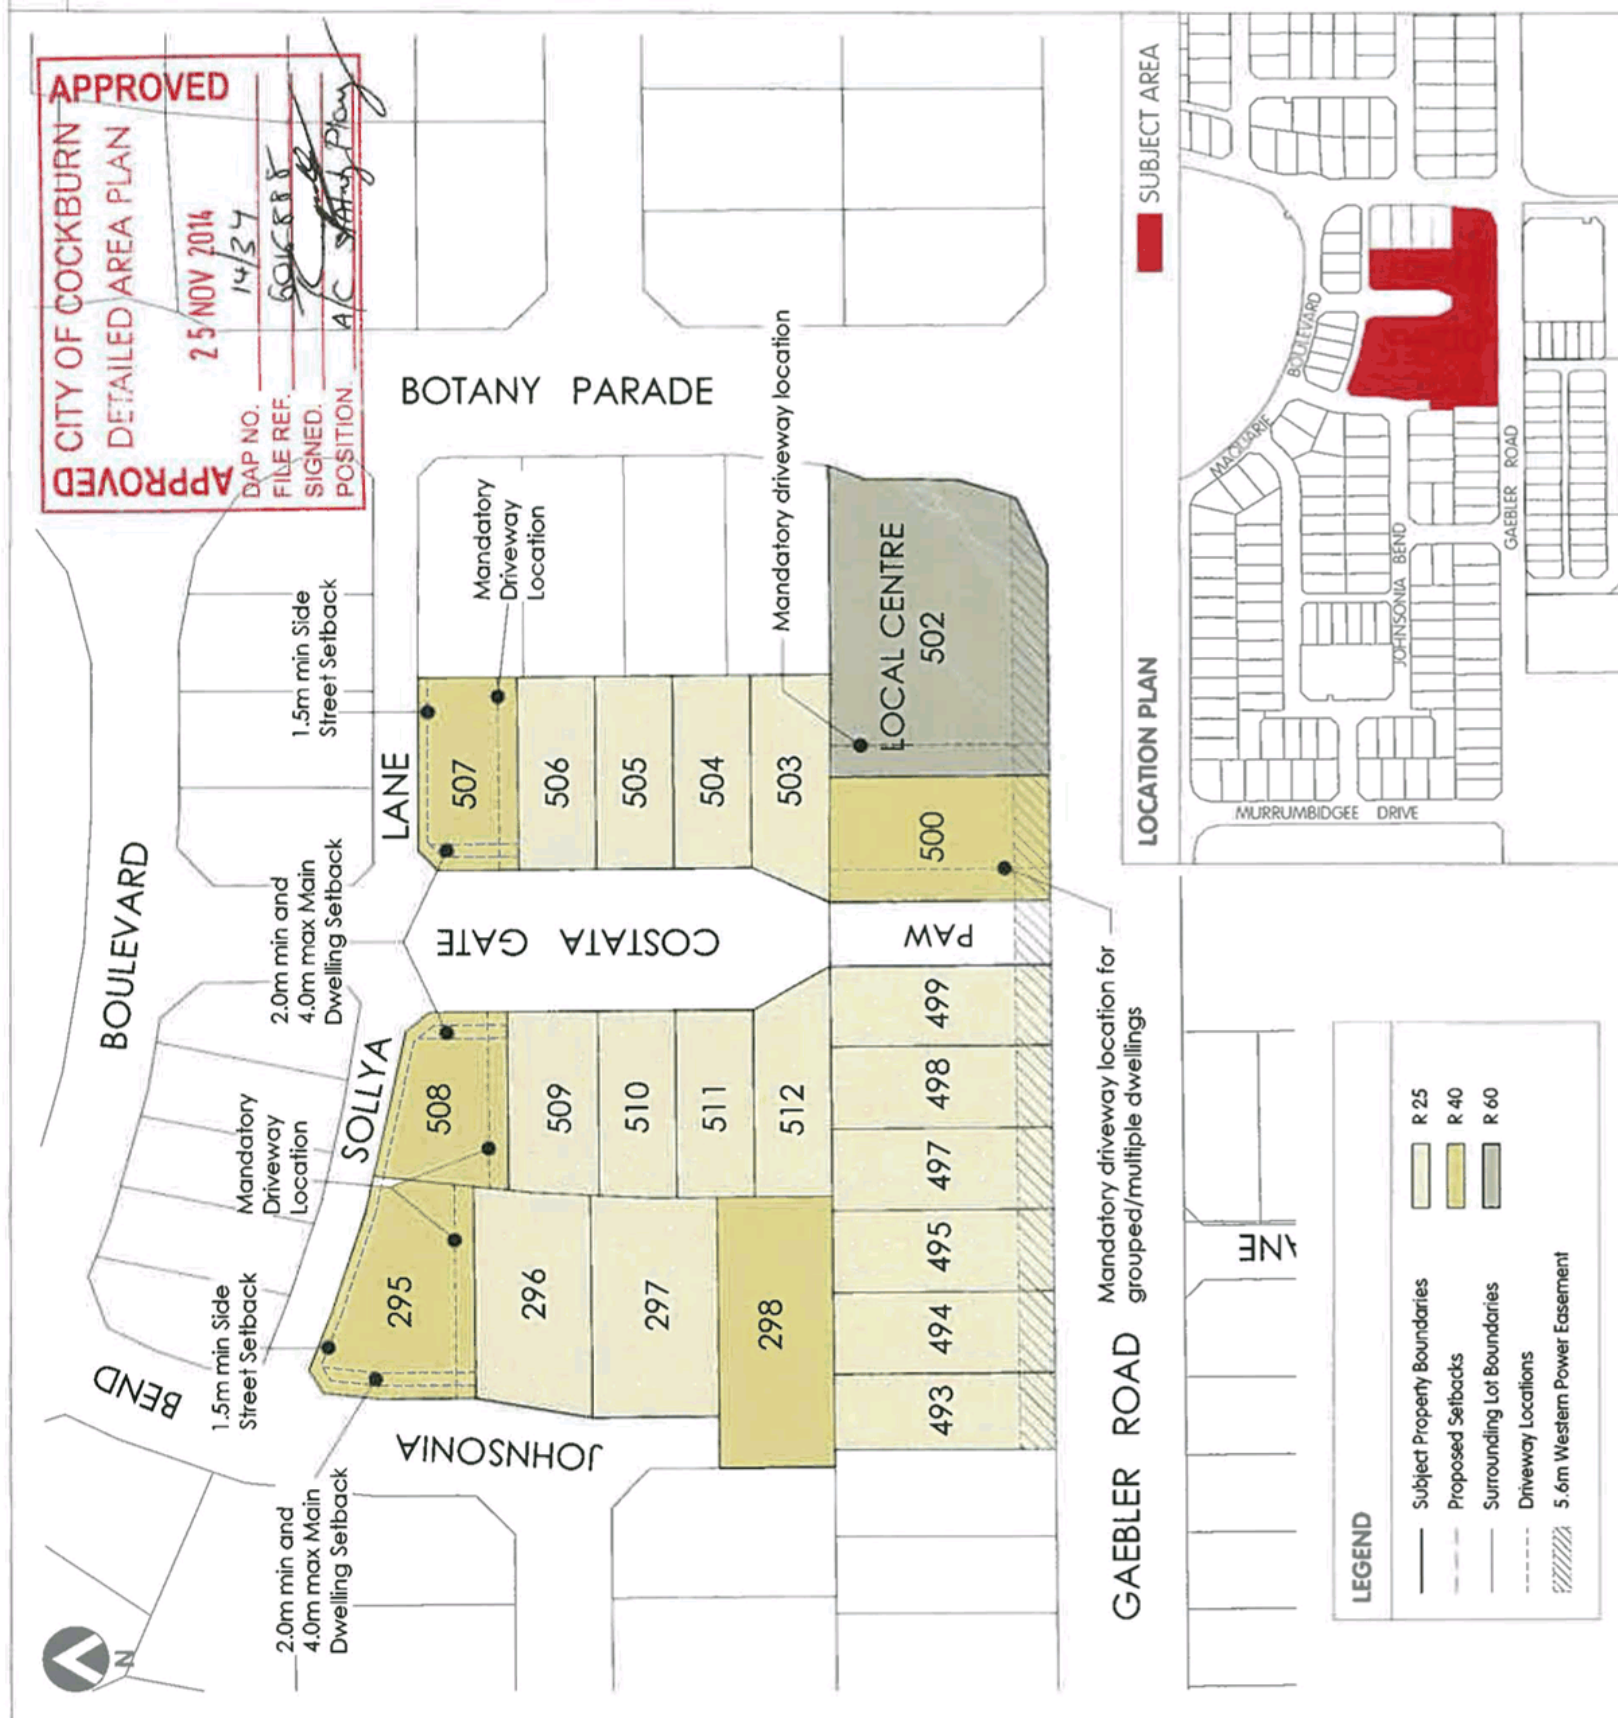 APPROVED
CITY OF COCKBURN
DETAILED AREA PLAN
APPROVED
25 NOV 2014
DAP NO. 14/34
FILE REF.
SIGNED.
POSITION. A/C
BOULEVARD
BEND
SOLLYA
LANE
BOTANY PARADE
COSTATA GATE
JOHNSONIA
PAW
GAEBLER ROAD
ANE
N
2.0m min and
4.0m max Main
Dwelling Setback
1.5m min Side
Street Setback
Mandatory
Driveway
Location
2.0m min and
4.0m max Main
Dwelling Setback
1.5m min Side
Street Setback
Mandatory
Driveway
Location
Mandatory driveway location
Mandatory driveway location for
grouped/multiple dwellings
295
296
297
298
508
509
510
511
512
507
506
505
504
503
LOCAL CENTRE
502
500
499
498
497
495
494
493
LEGEND
Subject Property Boundaries
Proposed Setbacks
Surrounding Lot Boundaries
Driveway Locations
5.6m Western Power Easement
R 25
R 40
R 60
LOCATION PLAN
SUBJECT AREA
MACQUARIE
BOULEVARD
JOHNSONIA BEND
GAEBLER ROAD
MURRUMBIDGEE DRIVE